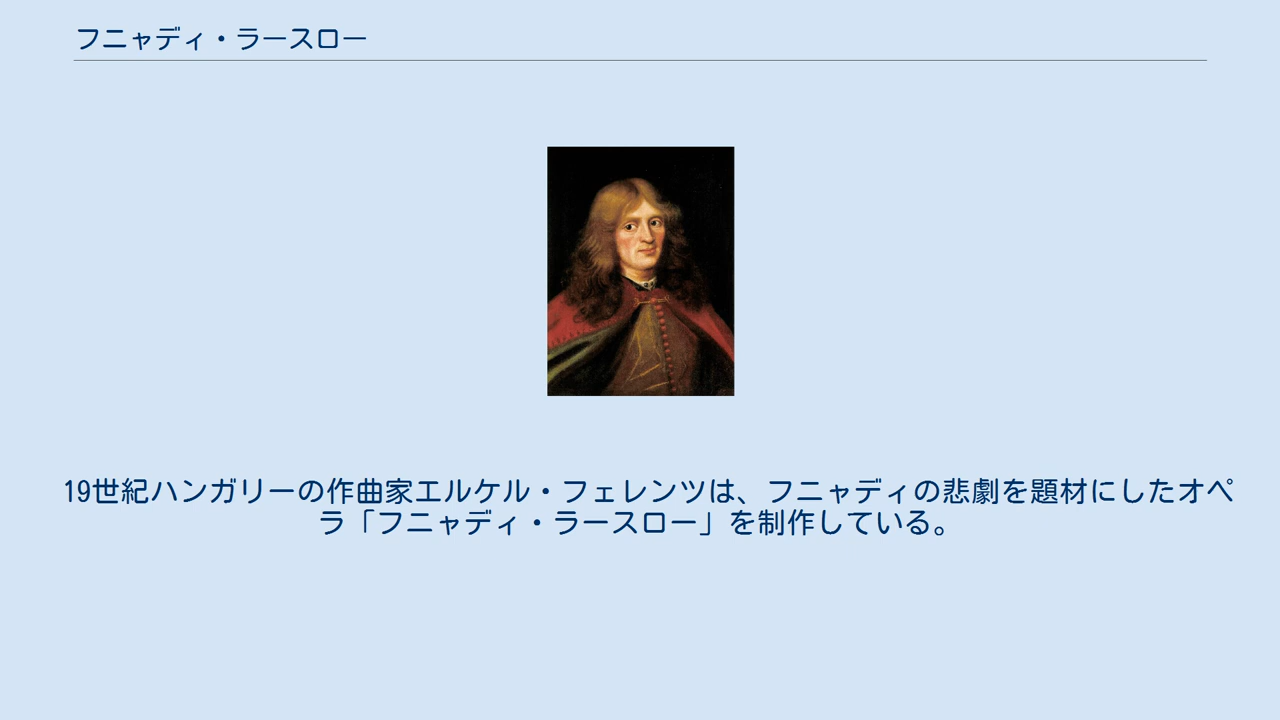 フニャディ・ラースロー
19世紀ハンガリーの作曲家エルケル・フェレンツは、フニャディの悲劇を題材にしたオペ
ラ「フニャディ・ラースロー」を制作している。